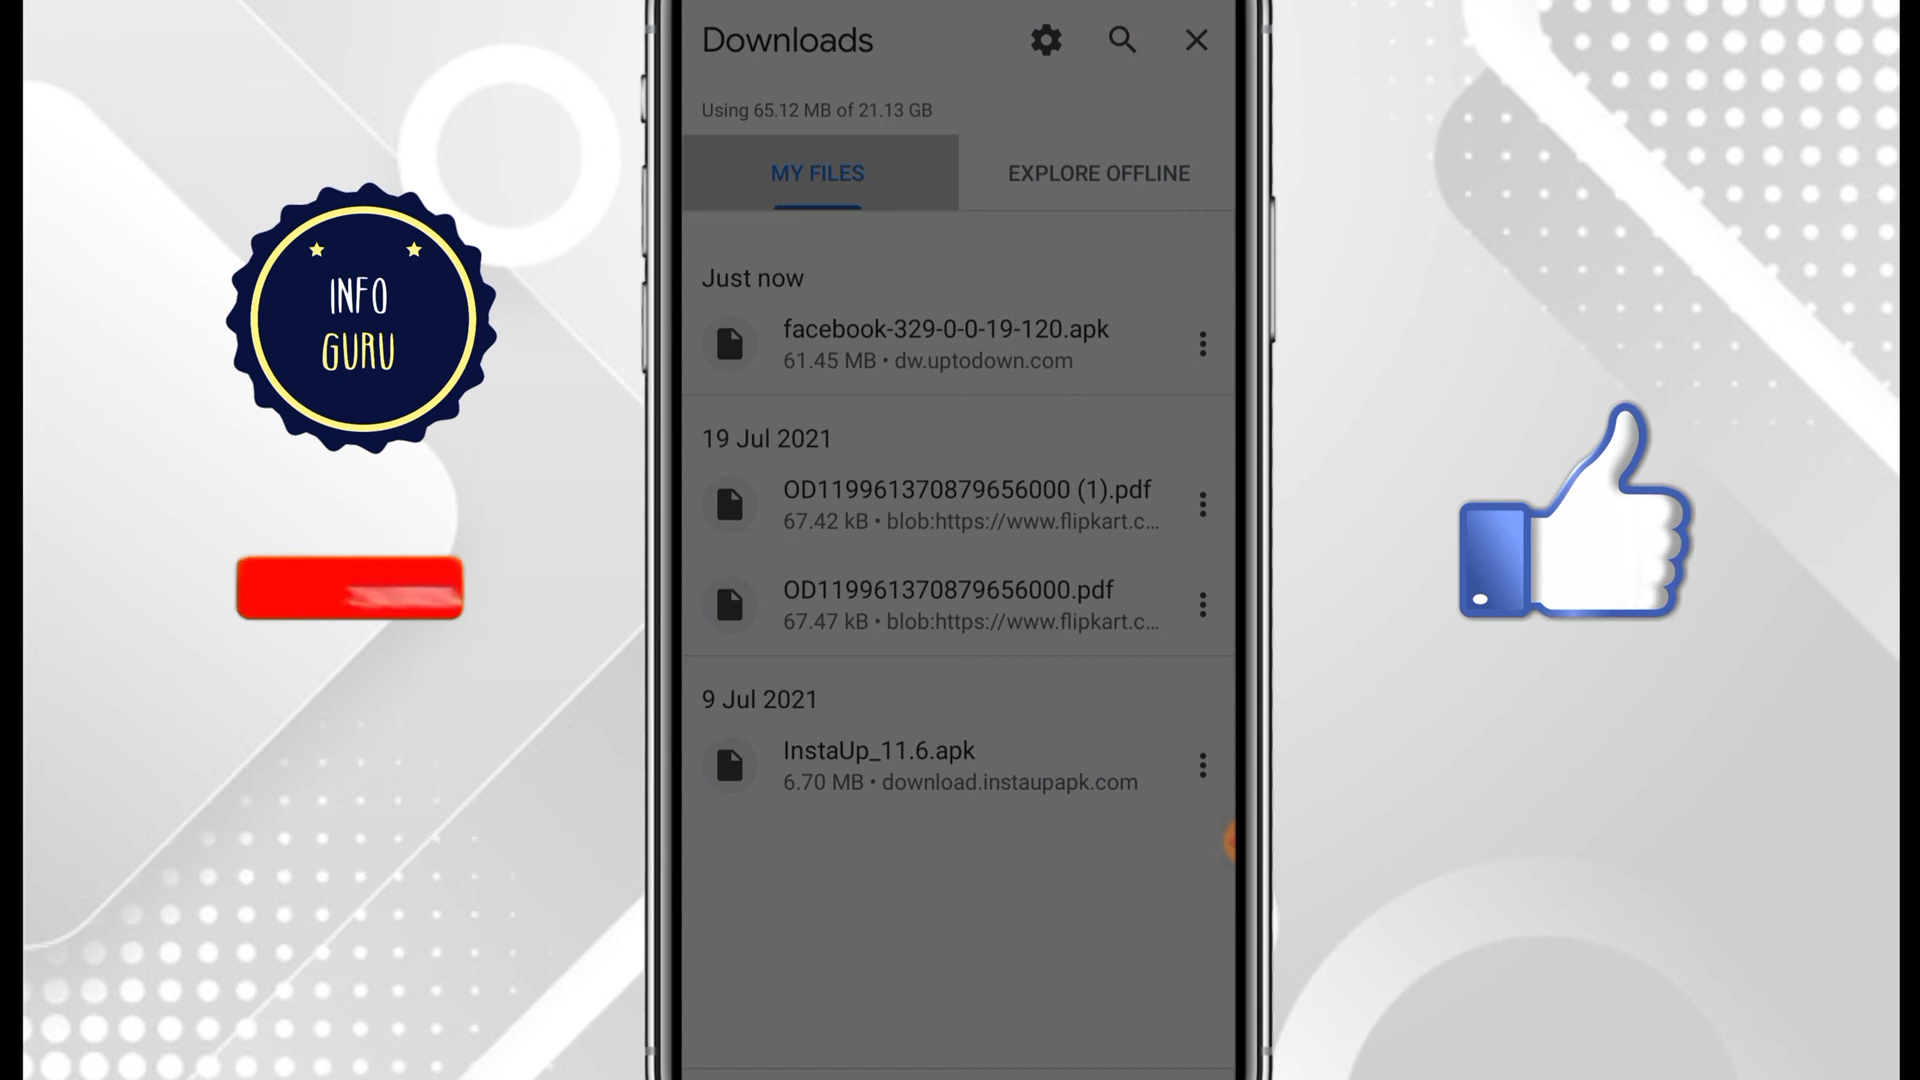 Downloads
Using 65.12 MB of 21.13 GB
MY FILES
EXPLORE OFFLINE
Just now
facebook-329-0-0-19-120.apk
61.45 MB • dw.uptodown.com
19 Jul 2021
OD119961370879656000 (1).pdf
67.42 kB • blob:https://www.flipkart.c...
OD119961370879656000.pdf
67.47 kB • blob:https://www.flipkart.c...
9 Jul 2021
InstaUp_11.6.apk
6.70 MB • download.instaupapk.com
INFO
GURU